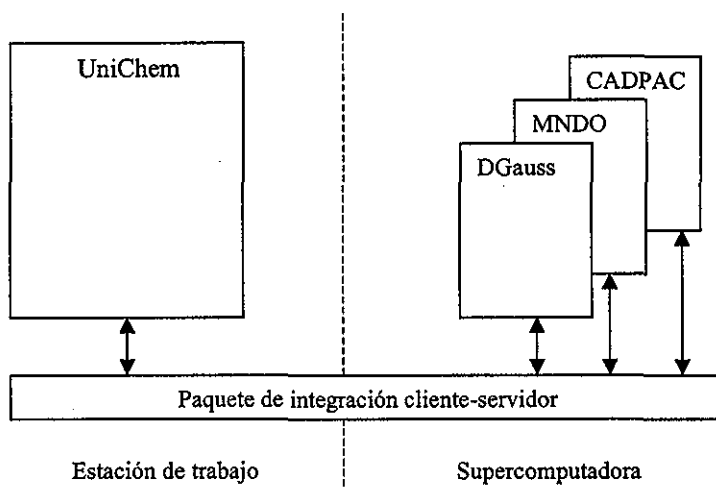 UniChem
CADPAC
MNDO
DGauss
Paquete de integración cliente-servidor
Estación de trabajo
Supercomputadora